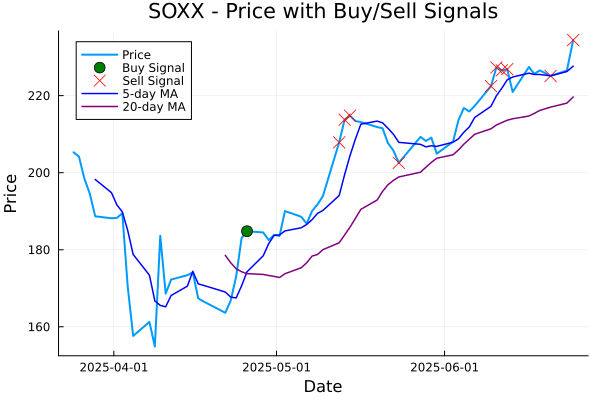 SOXX - Price with Buy/Sell Signals
Price
Buy Signal
Sell Signal
5-day MA
20-day MA
220
200
180
160
Price
2025-04-01
2025-05-01
2025-06-01
Date